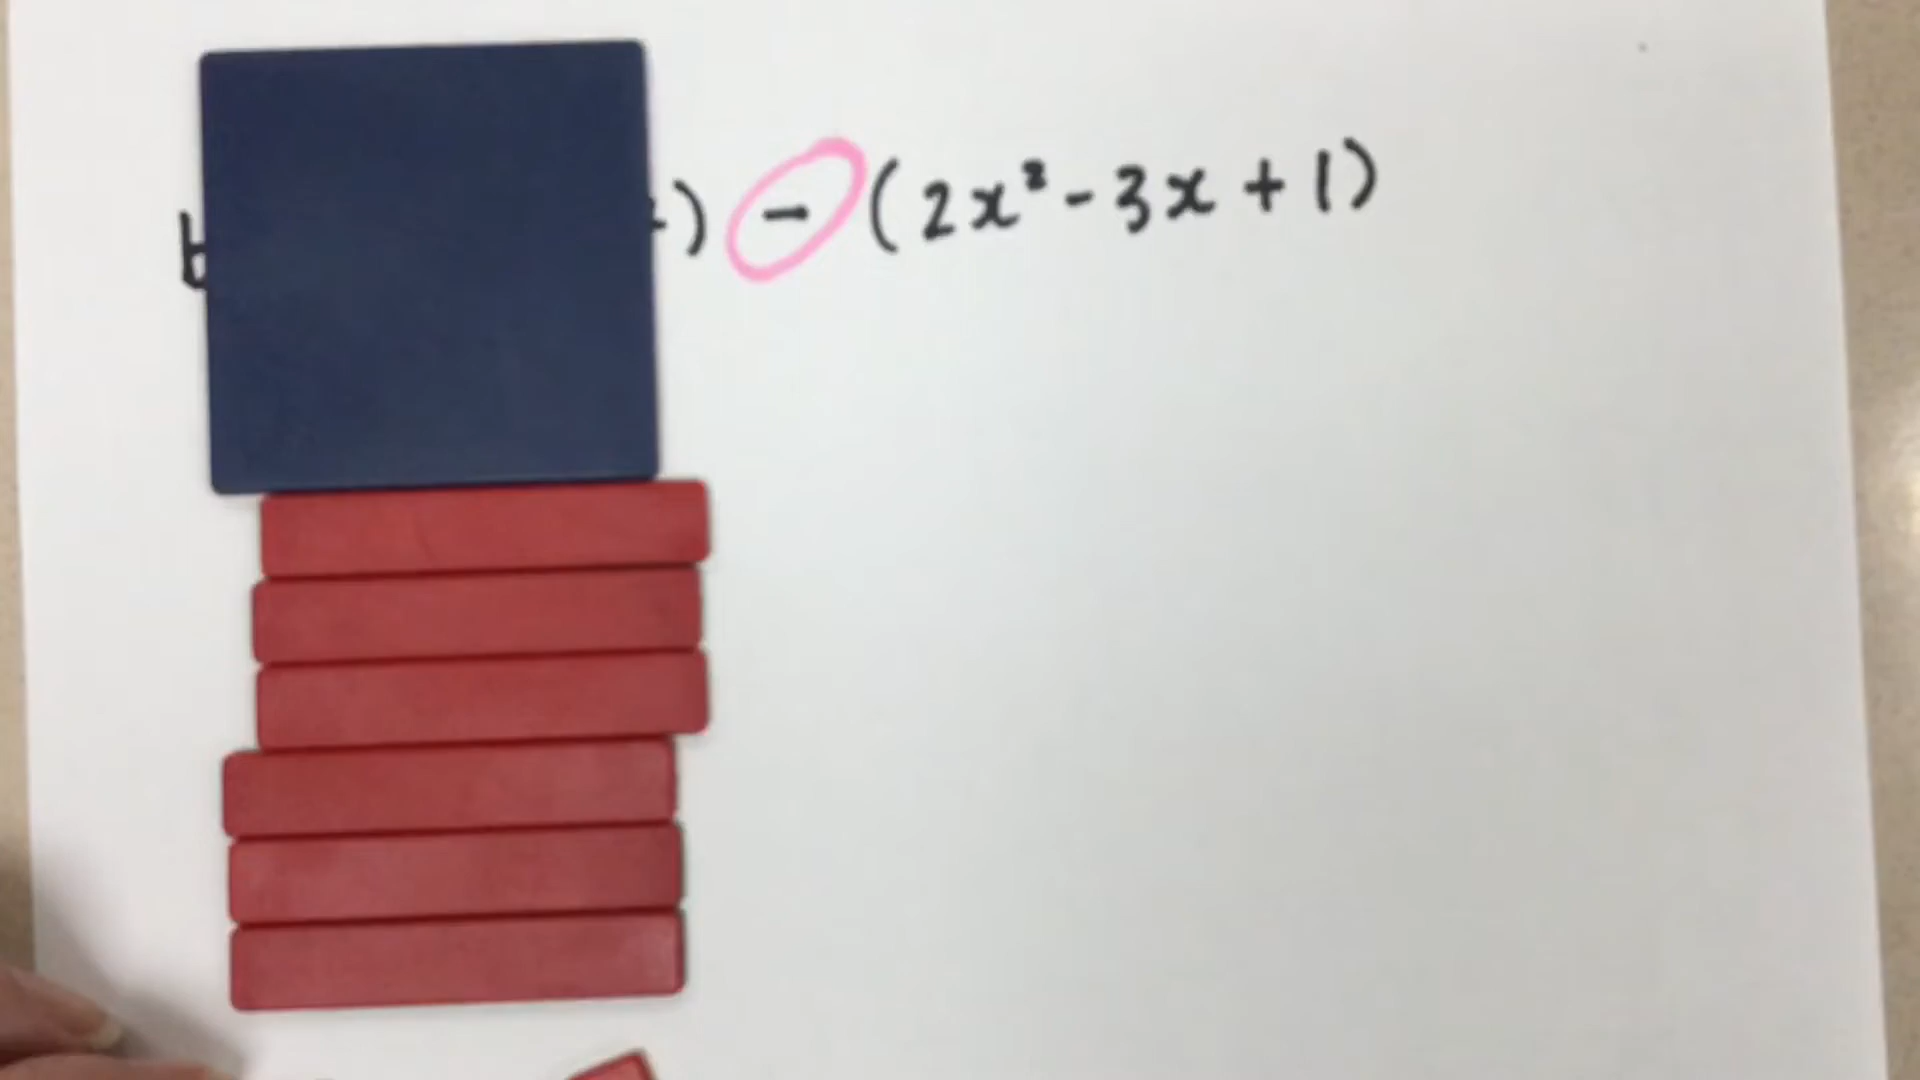 ) - (2x² - 3x + 1)